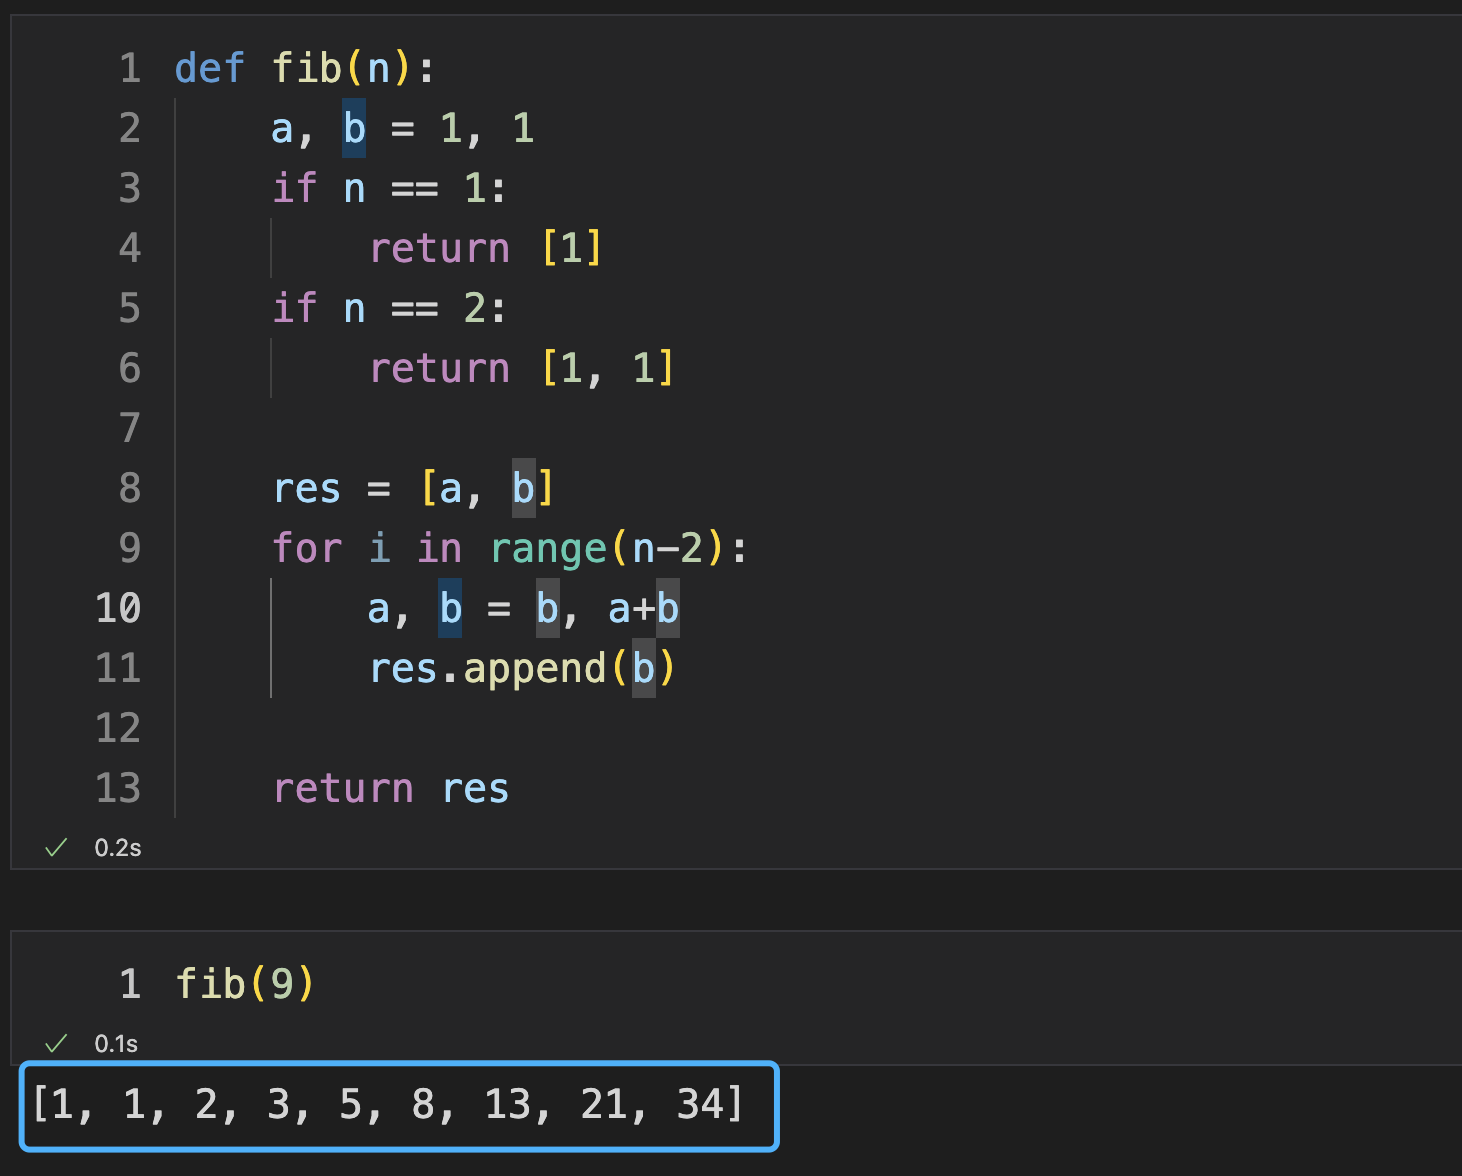 1 def fib(n):
2     a, b = 1, 1
3     if n == 1:
4         return [1]
5     if n == 2:
6         return [1, 1]
7
8     res = [a, b]
9     for i in range(n-2):
10         a, b = b, a+b
11         res.append(b)
12
13     return res
✓ 0.2s
1 fib(9)
✓ 0.1s
[1, 1, 2, 3, 5, 8, 13, 21, 34]